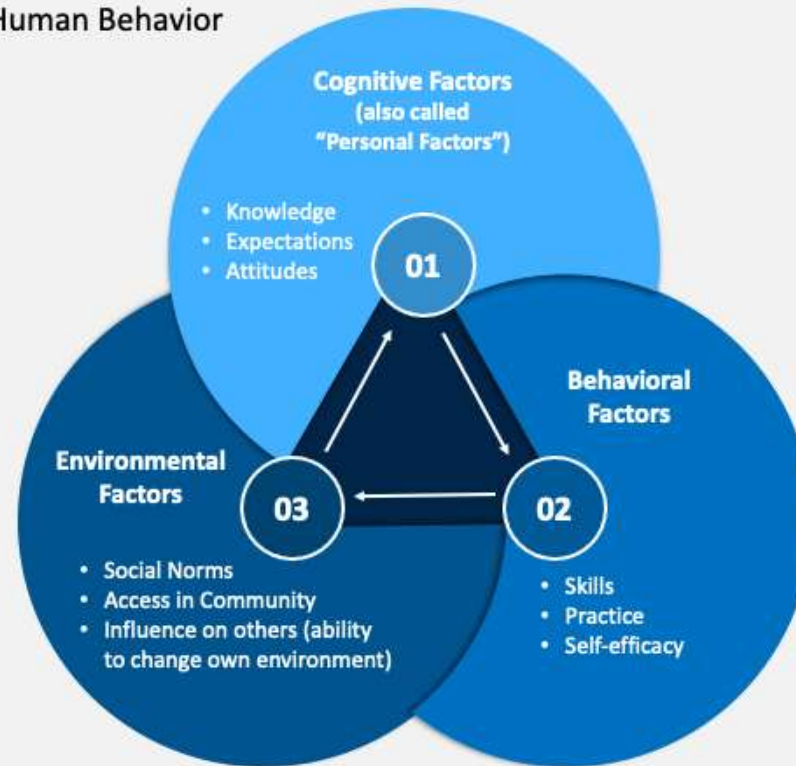 Human Behavior
Cognitive Factors
(also called
"Personal Factors")
• Knowledge
• Expectations
• Attitudes
01
Behavioral
Factors
02
• Skills
• Practice
• Self-efficacy
Environmental
Factors
03
• Social Norms
• Access in Community
• Influence on others (ability
to change own environment)